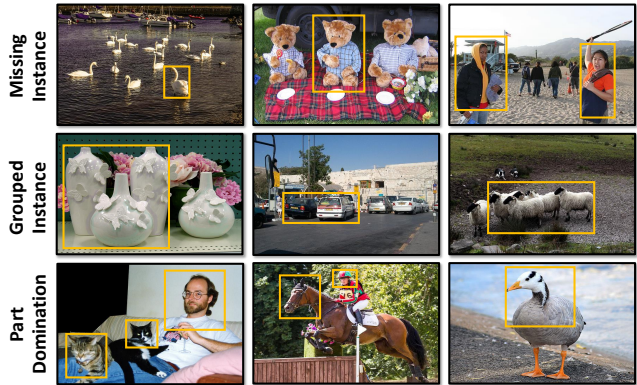 Missing
Instance
Grouped
Instance
Part
Domination